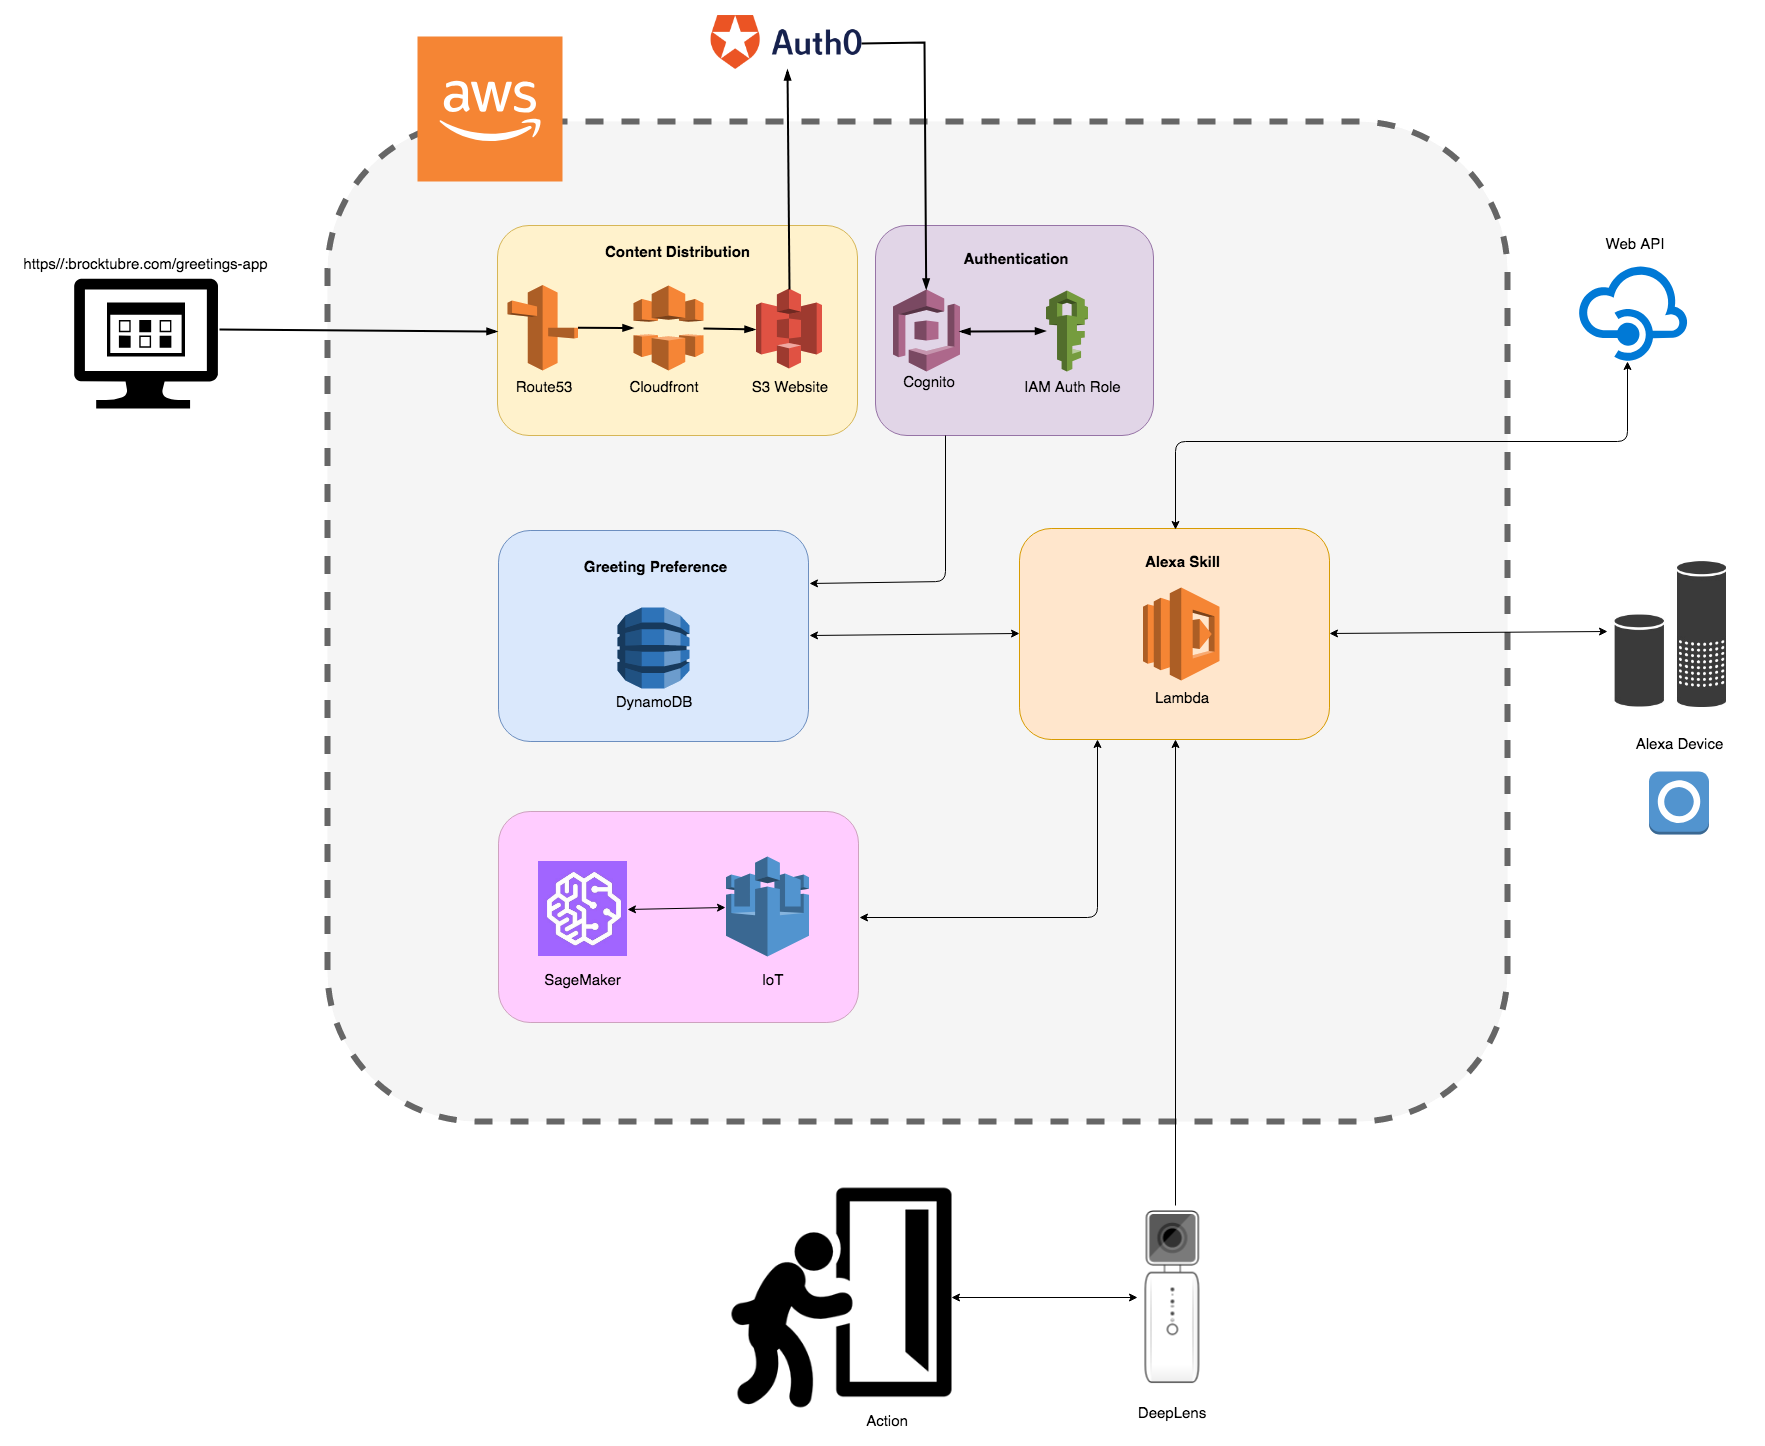 Auth0
aws
https//:brocktubre.com/greetings-app
Content Distribution
Authentication
Web API
Route53
Cloudfront
S3 Website
Cognito
IAM Auth Role
Greeting Preference
DynamoDB
Alexa Skill
Lambda
Alexa Device
SageMaker
IoT
Action
DeepLens